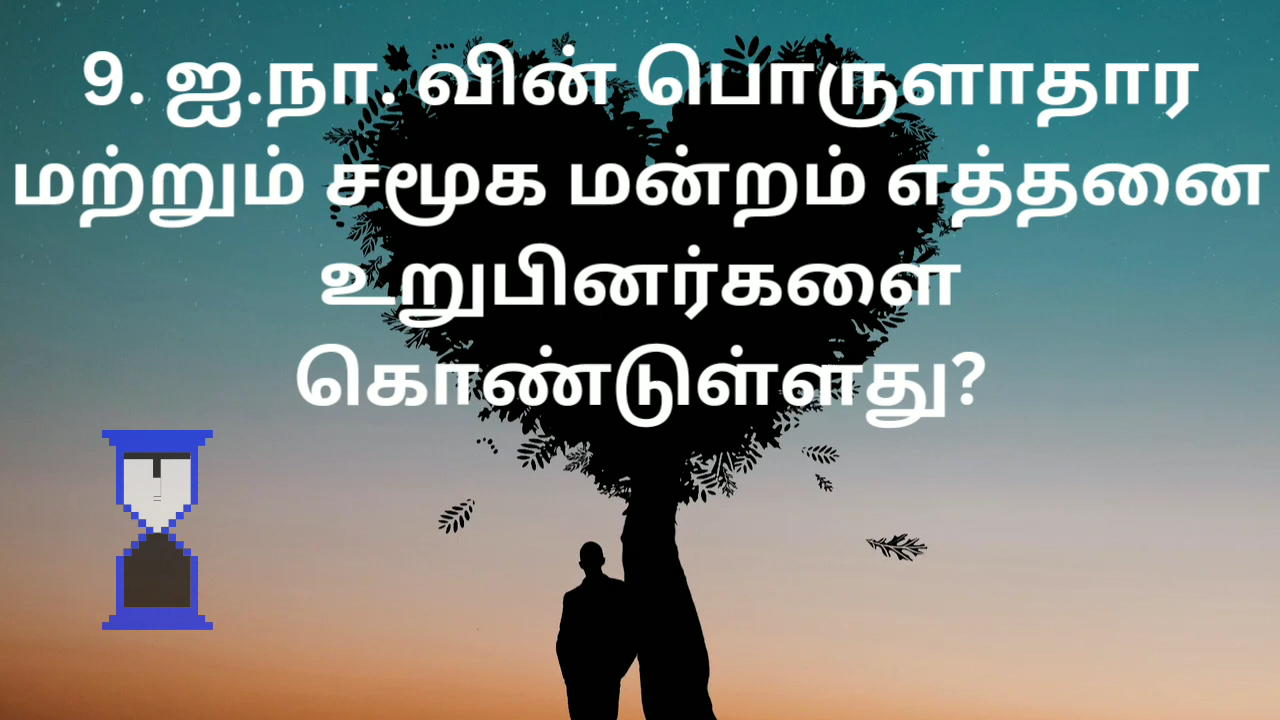 9. ஐ.நா. வின் பொருளாதார
மற்றும் சமூக மன்றம் எத்தனை
உறுபினர்களை
கொண்டுள்ளது?